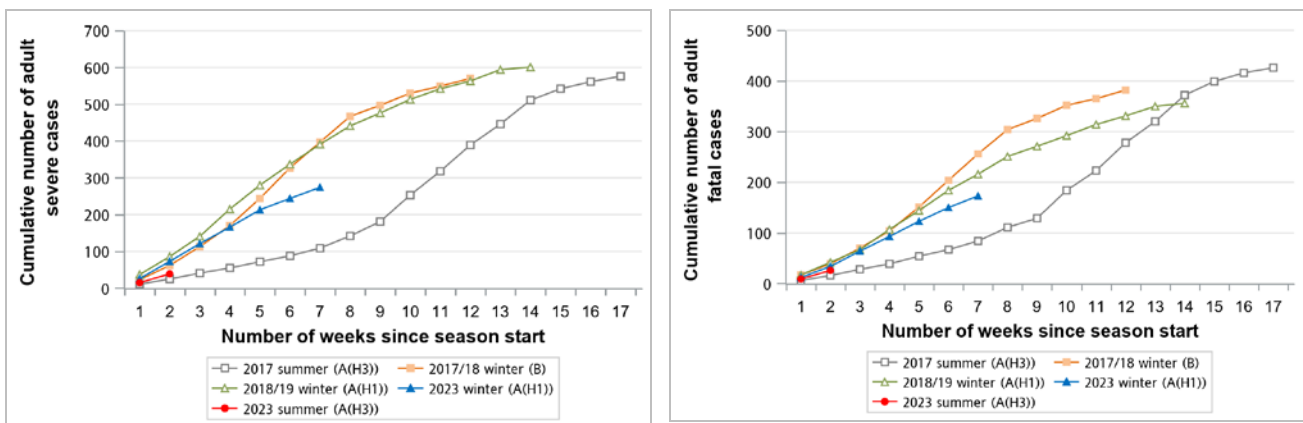 Cumulative number of adult
severe cases
700
600
500
400
300
200
100
0
1 2 3 4 5 6 7 8 9 10 11 12 13 14 15 16 17
Number of weeks since season start
2017 summer (A(H3)) 2017/18 winter (B)
2018/19 winter (A(H1)) 2023 winter (A(H1))
2023 summer (A(H3))
Cumulative number of adult
fatal cases
500
400
300
200
100
0
1 2 3 4 5 6 7 8 9 10 11 12 13 14 15 16 17
Number of weeks since season start
2017 summer (A(H3)) 2017/18 winter (B)
2018/19 winter (A(H1)) 2023 winter (A(H1))
2023 summer (A(H3))